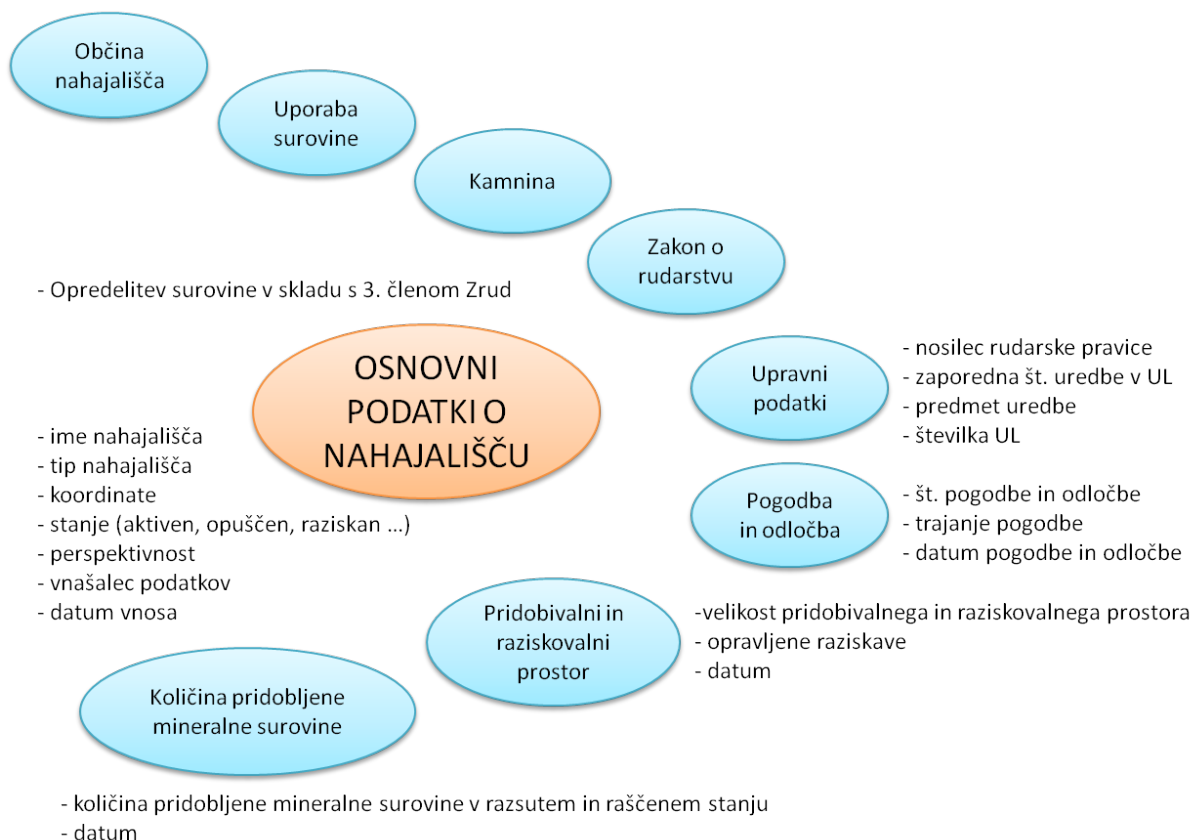 Občina
nahajališča
Uporaba
surovine
Kamnina
Zakon o
rudarstvu
- Opredelitev surovine v skladu s 3. členom Zrud
OSNOVNI
PODATKI O
NAHAJALIŠČU
Upravni
podatki
- nosilec rudarske pravice
- zaporedna št. uredbe v UL
- predmet uredbe
- številka UL
- ime nahajališča
- tip nahajališča
- koordinate
- stanje (aktiven, opuščen, raziskan ...)
- perspektivnost
- vnašalec podatkov
- datum vnosa
Pogodba
in odločba
- št. pogodbe in odločbe
- trajanje pogodbe
- datum pogodbe in odločbe
Pridobivalni in
raziskovalni
prostor
-velikost pridobivalnega in raziskovalnega prostora
- opravljene raziskave
- datum
Količina pridobljene
mineralne surovine
- količina pridobljene mineralne surovine v razsutem in raščenem stanju
- datum